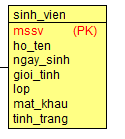 sinh_vien
mssv (PK)
ho_ten
ngay_sinh
gioi_tinh
lop
mat_khau
tinh_trang